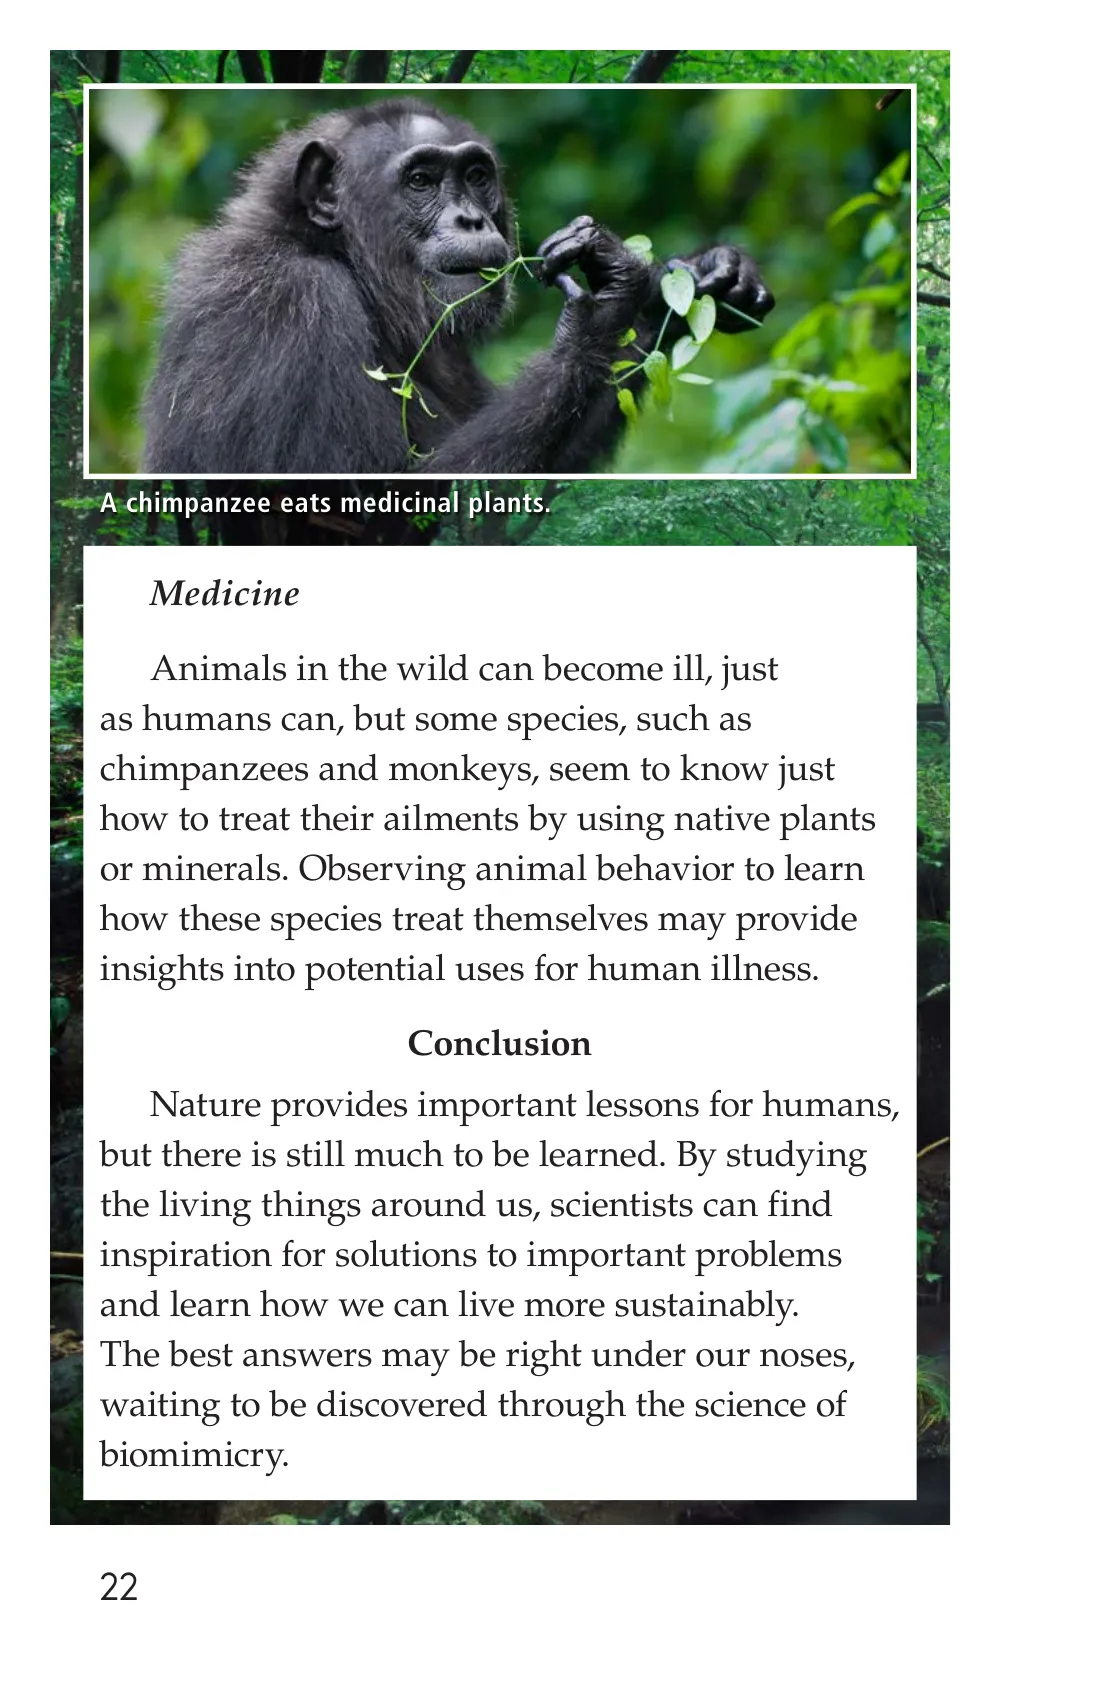 A chimpanzee eats medicinal plants.
Medicine
Animals in the wild can become ill, just
as humans can, but some species, such as
chimpanzees and monkeys, seem to know just
how to treat their ailments by using native plants
or minerals. Observing animal behavior to learn
how these species treat themselves may provide
insights into potential uses for human illness.
Conclusion
Nature provides important lessons for humans,
but there is still much to be learned. By studying
the living things around us, scientists can find
inspiration for solutions to important problems
and learn how we can live more sustainably.
The best answers may be right under our noses,
waiting to be discovered through the science of
biomimicry.
22